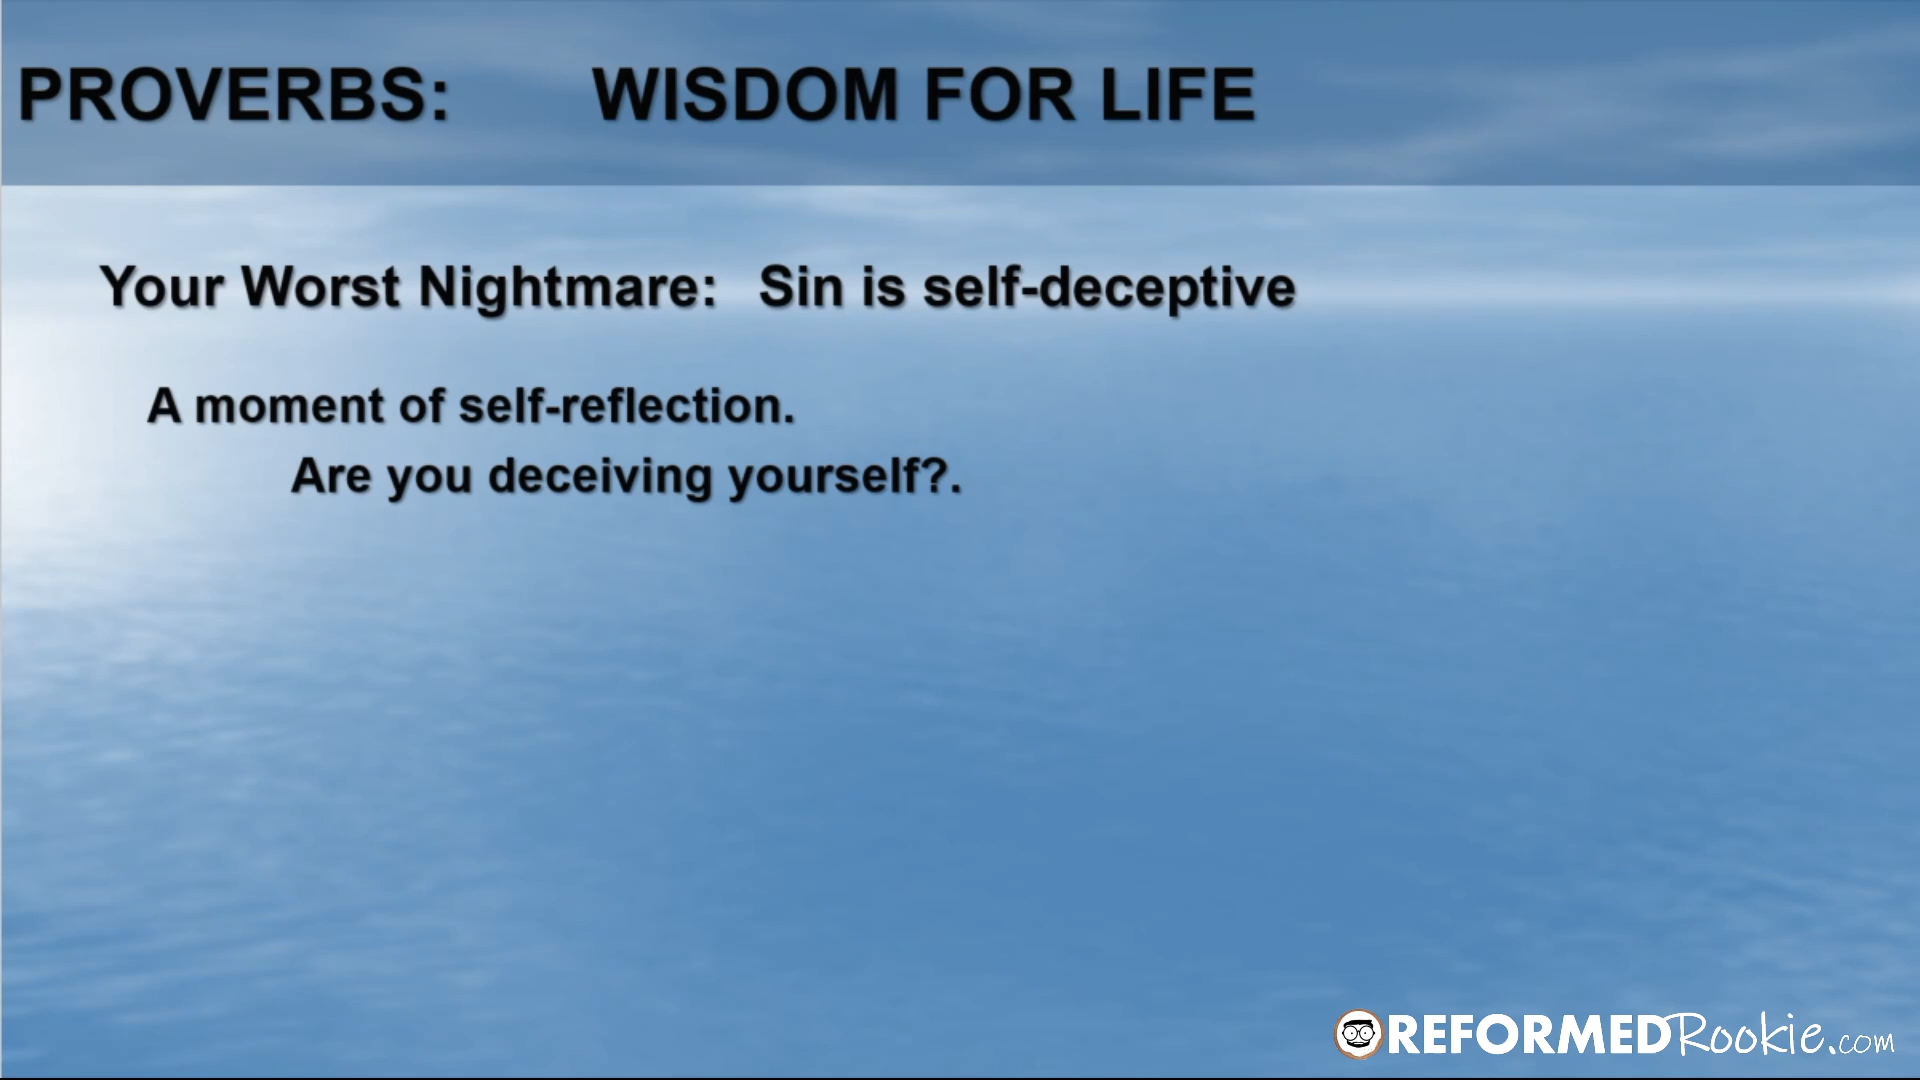 PROVERBS: WISDOM FOR LIFE
Your Worst Nightmare: Sin is self-deceptive
A moment of self-reflection.
Are you deceiving yourself?.
REFORMEDRookie.com